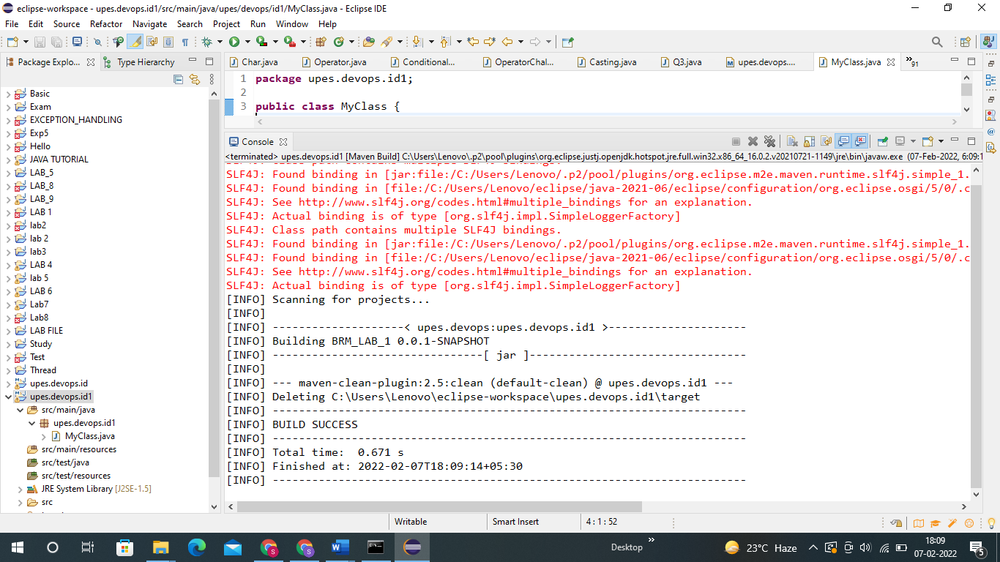 eclipse-workspace - upes.devops.id1/src/main/java/upes/devops/id1/MyClass.java - Eclipse IDE
File Edit Source Refactor Navigate Search Project Run Window Help
Package Explo... Type Hierarchy
Char.java Operator.java Conditional... OperatorChal... Casting.java Q3.java upes.devops.... MyClass.java 91
1 package upes.devops.id1;
2
3 public class MyClass {
Basic
Exam
EXCEPTION_HANDLING
Exp5
Hello
JAVA TUTORIAL
LAB_5
LAB_8
LAB_9
LAB 1
lab2
lab 2
lab3
LAB 4
lab 5
LAB 6
Lab7
Lab8
LAB FILE
Study
Test
Thread
upes.devops.id
upes.devops.id1
src/main/java
upes.devops.id1
MyClass.java
src/main/resources
src/test/java
src/test/resources
JRE System Library [J2SE-1.5]
src
Console
<terminated> upes.devops.id1 [Maven Build] C:\Users\Lenovo\.p2\pool\plugins\org.eclipse.justj.openjdk.hotspot.jre.full.win32.x86_64_16.0.2.v20210721-1149\jre\bin\javaw.exe (07-Feb-2022, 6:09:1
SLF4J: Found binding in [jar:file:/C:/Users/Lenovo/.p2/pool/plugins/org.eclipse.m2e.maven.runtime.slf4j.simple_1.
SLF4J: Found binding in [file:/C:/Users/Lenovo/eclipse/java-2021-06/eclipse/configuration/org.eclipse.osgi/5/0/.c
SLF4J: See http://www.slf4j.org/codes.html#multiple_bindings for an explanation.
SLF4J: Actual binding is of type [org.slf4j.impl.SimpleLoggerFactory]
SLF4J: Class path contains multiple SLF4J bindings.
SLF4J: Found binding in [jar:file:/C:/Users/Lenovo/.p2/pool/plugins/org.eclipse.m2e.maven.runtime.slf4j.simple_1.
SLF4J: Found binding in [file:/C:/Users/Lenovo/eclipse/java-2021-06/eclipse/configuration/org.eclipse.osgi/5/0/.c
SLF4J: See http://www.slf4j.org/codes.html#multiple_bindings for an explanation.
SLF4J: Actual binding is of type [org.slf4j.impl.SimpleLoggerFactory]
[INFO] Scanning for projects...
[INFO]
[INFO] --------------------< upes.devops:upes.devops.id1 >---------------------
[INFO] Building BRM_LAB_1 0.0.1-SNAPSHOT
[INFO] --------------------------------[ jar ]---------------------------------
[INFO]
[INFO] --- maven-clean-plugin:2.5:clean (default-clean) @ upes.devops.id1 ---
[INFO] Deleting C:\Users\Lenovo\eclipse-workspace\upes.devops.id1\target
[INFO] ------------------------------------------------------------------------
[INFO] BUILD SUCCESS
[INFO] ------------------------------------------------------------------------
[INFO] Total time:  0.671 s
[INFO] Finished at: 2022-02-07T18:09:14+05:30
[INFO] ------------------------------------------------------------------------
Writable Smart Insert 4 : 1 : 52
Desktop 23°C Haze 18:09
07-02-2022 5